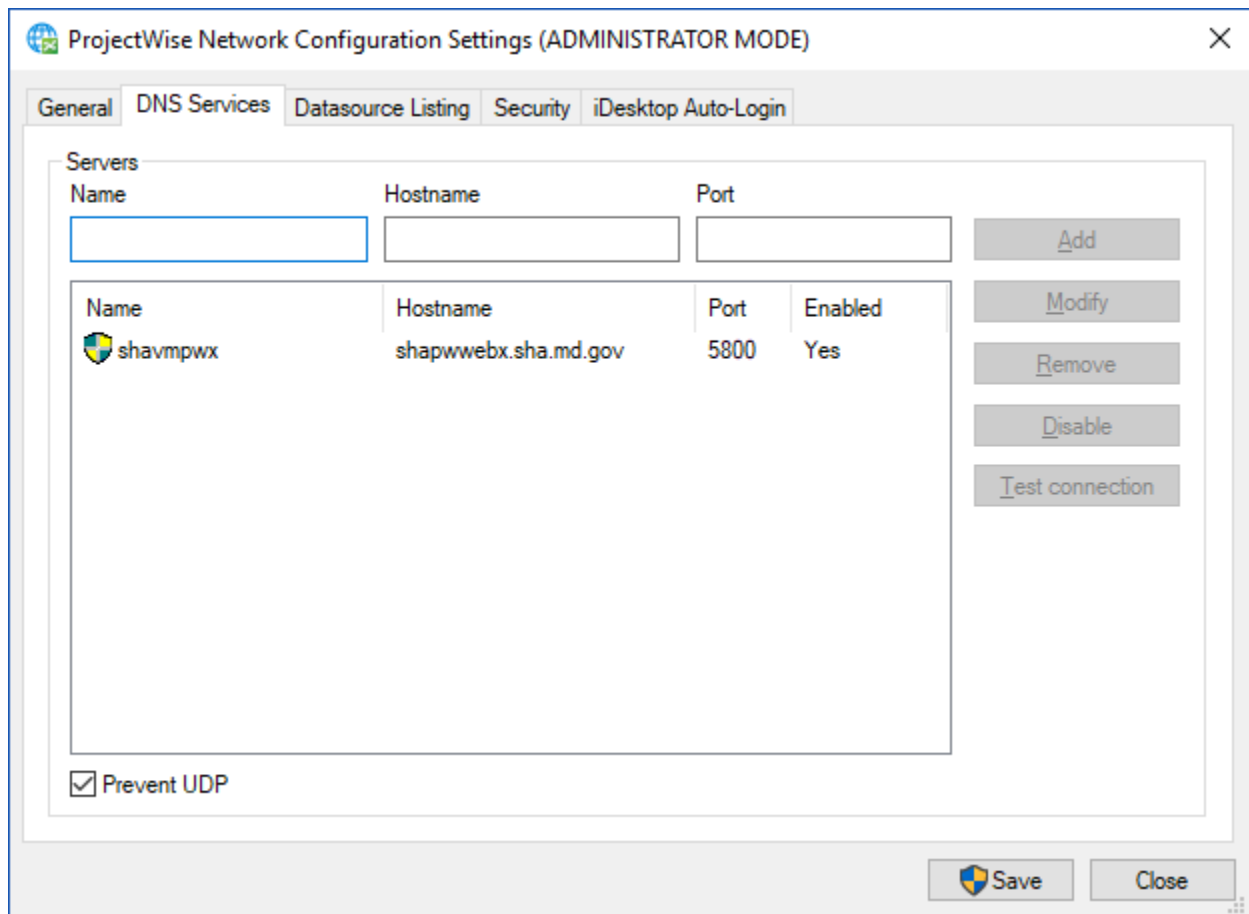 ProjectWise Network Configuration Settings (ADMINISTRATOR MODE)
General DNS Services Datasource Listing Security iDesktop Auto-Login
Servers
Name Hostname Port
Add
Name Hostname Port Enabled
Modify
shavmpwx shapwwebx.sha.md.gov 5800 Yes
Remove
Disable
Test connection
Prevent UDP
Save Close